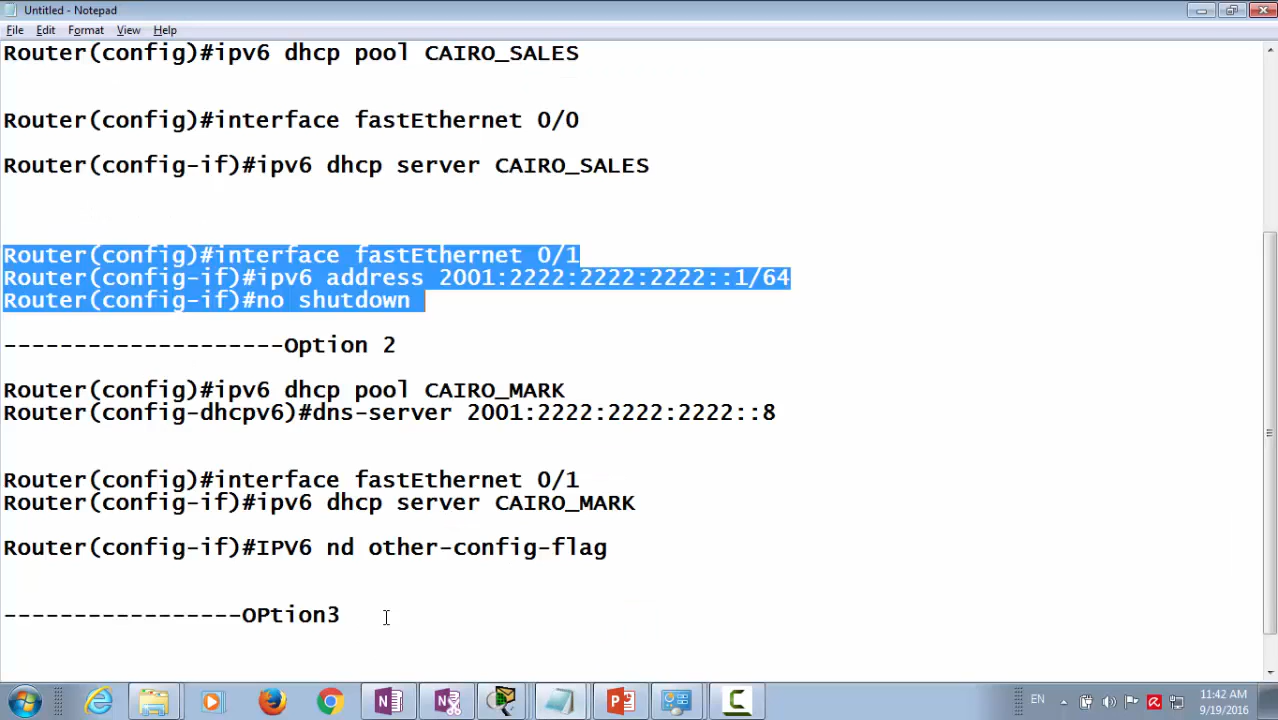 Untitled - Notepad
File Edit Format View Help
Router(config)#ipv6 dhcp pool CAIRO_SALES
Router(config)#interface fastEthernet 0/0
Router(config-if)#ipv6 dhcp server CAIRO_SALES
Router(config)#interface fastEthernet 0/1
Router(config-if)#ipv6 address 2001:2222:2222:2222::1/64
Router(config-if)#no shutdown
--------------------Option 2
Router(config)#ipv6 dhcp pool CAIRO_MARK
Router(config-dhcpv6)#dns-server 2001:2222:2222:2222::8
Router(config)#interface fastEthernet 0/1
Router(config-if)#ipv6 dhcp server CAIRO_MARK
Router(config-if)#IPV6 nd other-config-flag
-----------------OPtion3
EN
11:42 AM
9/19/2016